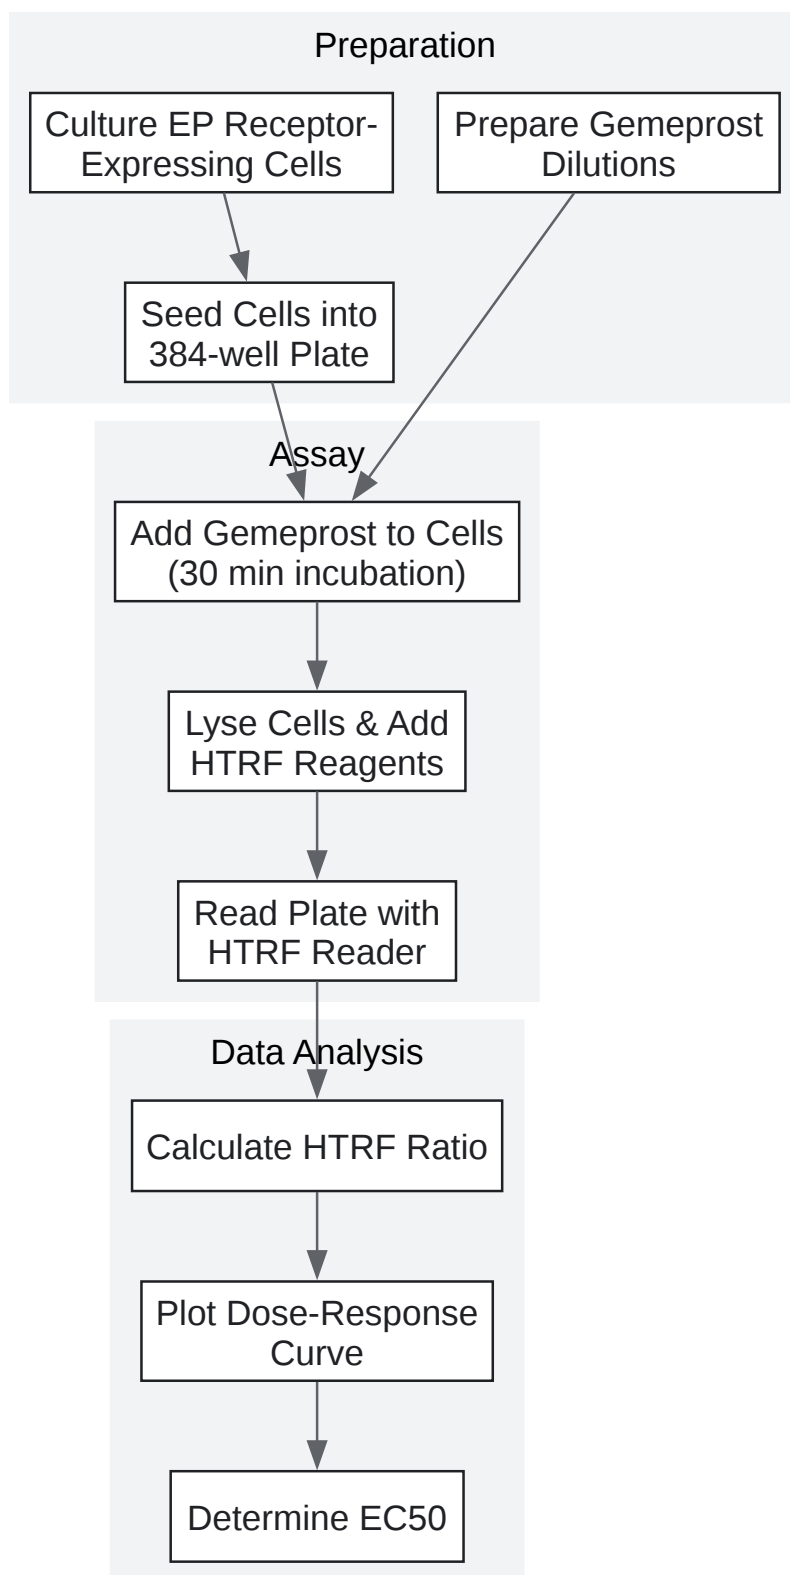 Preparation
Culture EP Receptor-
Expressing Cells
Prepare Gemeprost
Dilutions
Seed Cells into
384-well Plate
Assay
Add Gemeprost to Cells
(30 min incubation)
Lyse Cells & Add
HTRF Reagents
Read Plate with
HTRF Reader
Data Analysis
Calculate HTRF Ratio
Plot Dose-Response
Curve
Determine EC50